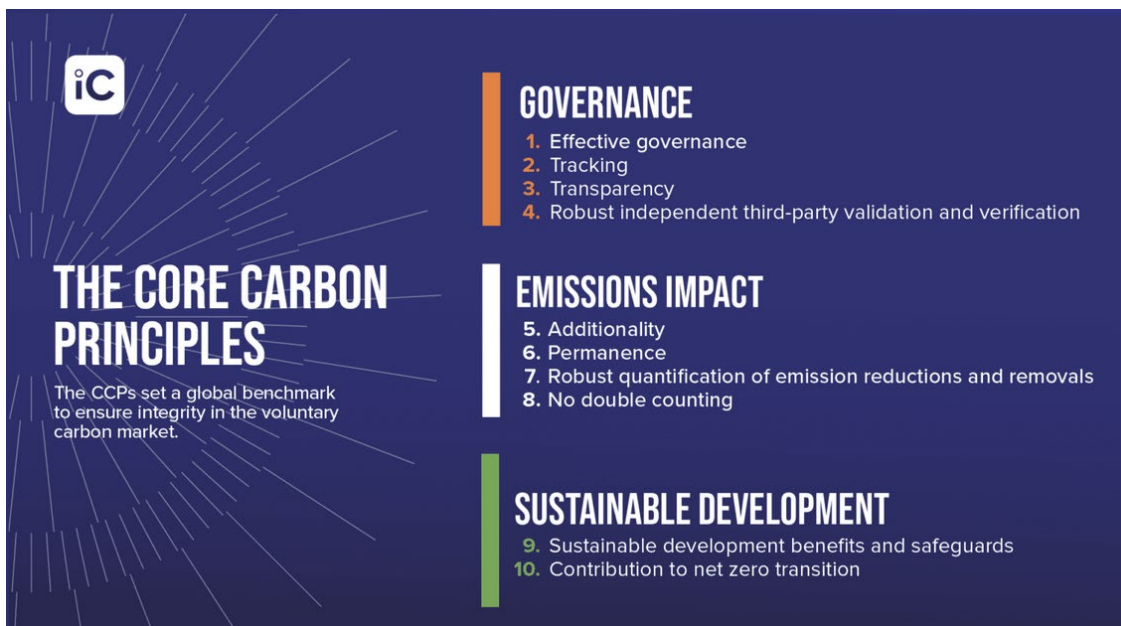 iC
THE CORE CARBON
PRINCIPLES
The CCPs set a global benchmark
to ensure integrity in the voluntary
carbon market.
GOVERNANCE
1. Effective governance
2. Tracking
3. Transparency
4. Robust independent third-party validation and verification
EMISSIONS IMPACT
5. Additionality
6. Permanence
7. Robust quantification of emission reductions and removals
8. No double counting
SUSTAINABLE DEVELOPMENT
9. Sustainable development benefits and safeguards
10. Contribution to net zero transition